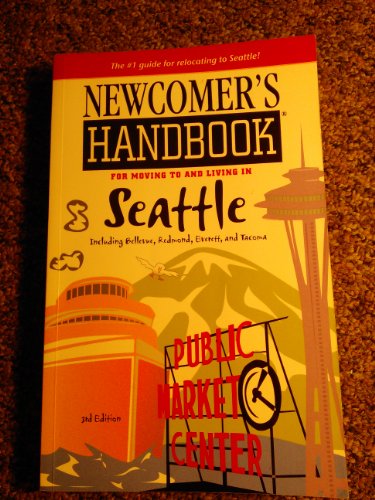 The #1 guide for relocating to Seattle!
NEWCOMER'S
HANDBOOK®
FOR MOVING TO AND LIVING IN
Seattle
Including Bellevue, Redmond, Everett, and Tacoma
PUBLIC
MARKET
CENTER
3rd Edition